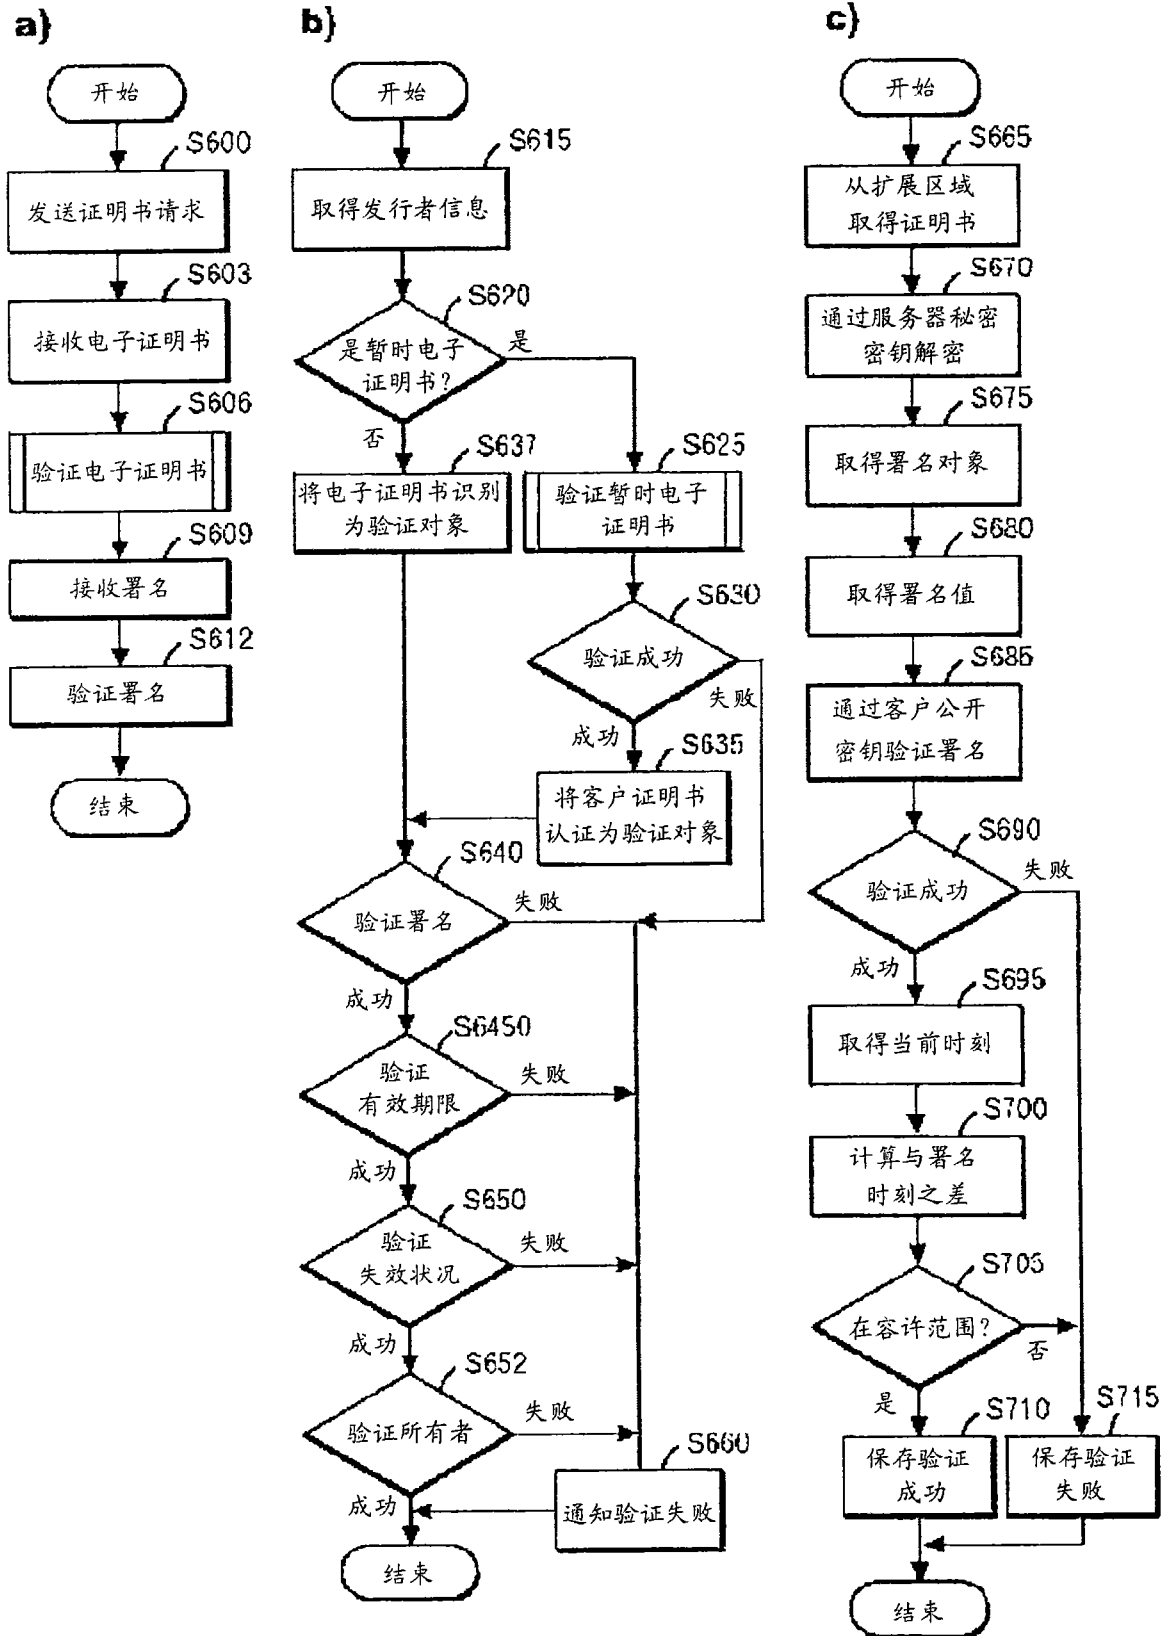 a}
开始
S600
发送证明书请求
S603
接收电子证明书
S606
验证电子证明书
S609
接收署名
S612
验证署名
结束
b}
开始
S615
取得发行者信息
S620
是暂时电子
证明书?
是
否
S637
将电子证明书识别
为验证对象
S625
验证暂时电子
证明书
S630
验证成功
失败
成功
S635
将客户证明书
认证为验证对象
S640
验证署名
失败
成功
S6450
验证
有效期限
失败
成功
S650
验证
失效状况
失败
成功
S652
验证所有者
失败
成功
S660
通知验证失败
结束
c}
开始
S665
从扩展区域
取得证明书
S670
通过服务器秘密
密钥解密
S675
取得署名对象
S680
取得署名值
S685
通过客户公开
密钥验证署名
S690
验证成功
失败
成功
S695
取得当前时刻
S700
计算与署名
时刻之差
S705
在容许范围?
否
是
S710
保存验证
成功
S715
保存验证
失败
结束